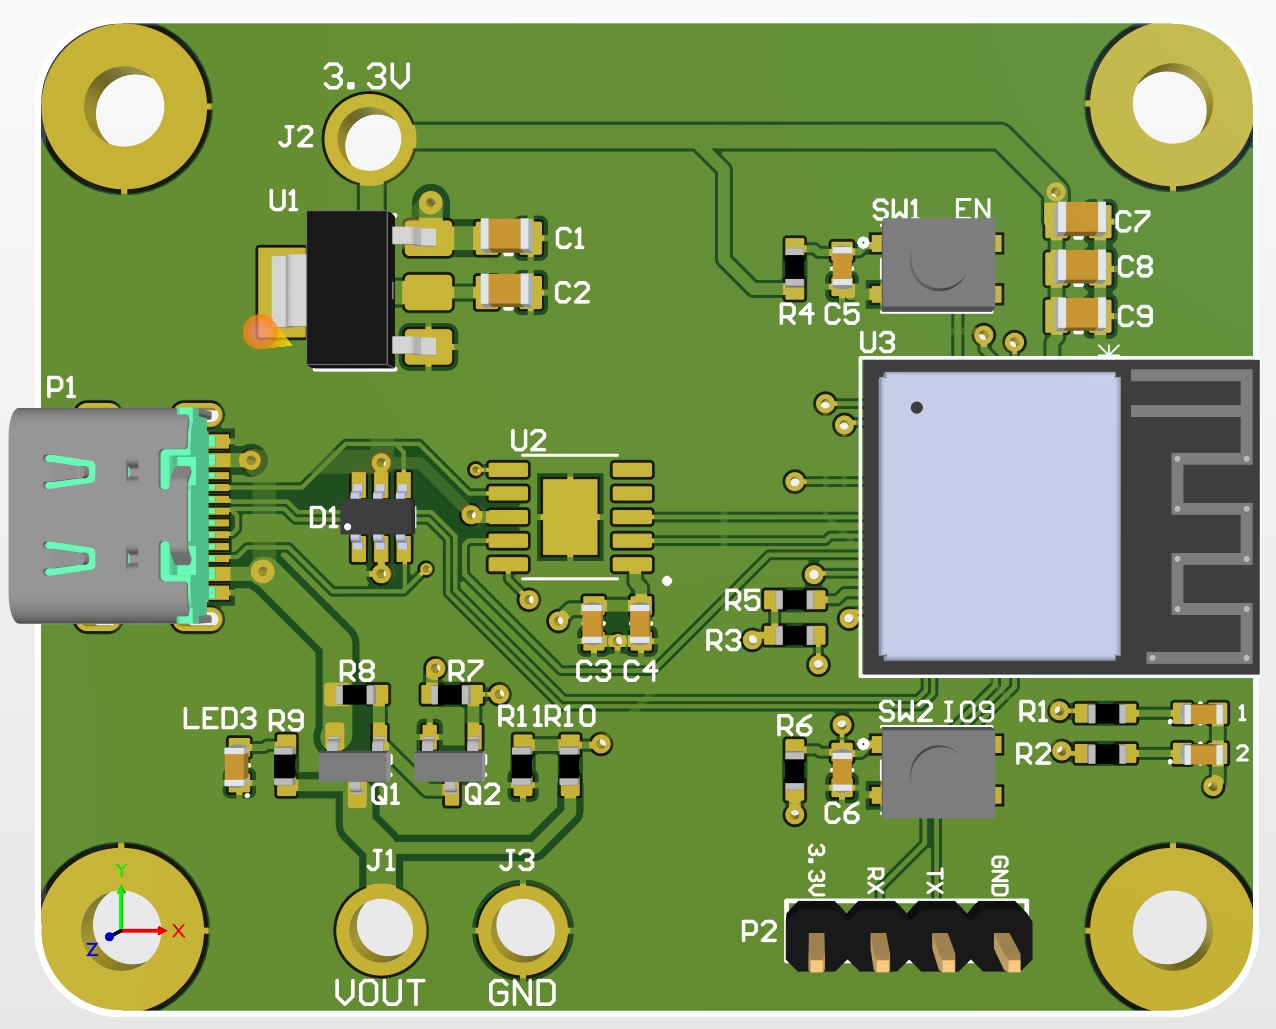 3.3V
J2
U1
SW1 EN
C7
C1
C8
C2
R4 C5
C9
U3
P1
U2
D1
R5
R3
C3 C4
R8
R7
LED3 R9
R11R10
SW2 IO9
R1
1
R6
R2
2
Q1
Q2
C6
J1
J3
3.3V
RX
TX
GND
P2
VOUT
GND
Y
X
Z